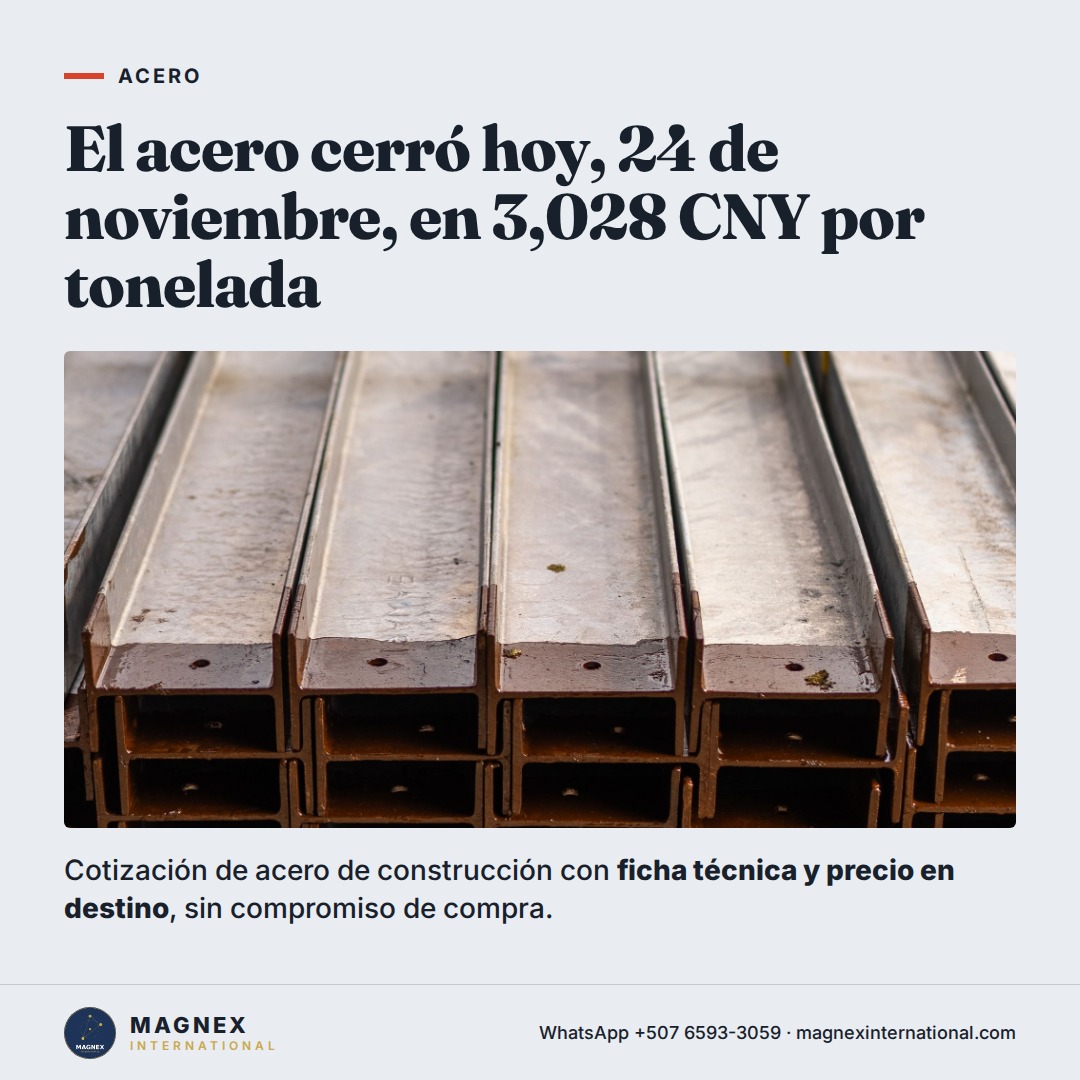 ACERO
El acero cerró hoy, 24 de
noviembre, en 3,028 CNY por
tonelada
Cotización de acero de construcción con ficha técnica y precio en
destino, sin compromiso de compra.
MAGNEX
MAGNEX
INTERNATIONAL
WhatsApp +507 6593-3059 · magnexinternational.com